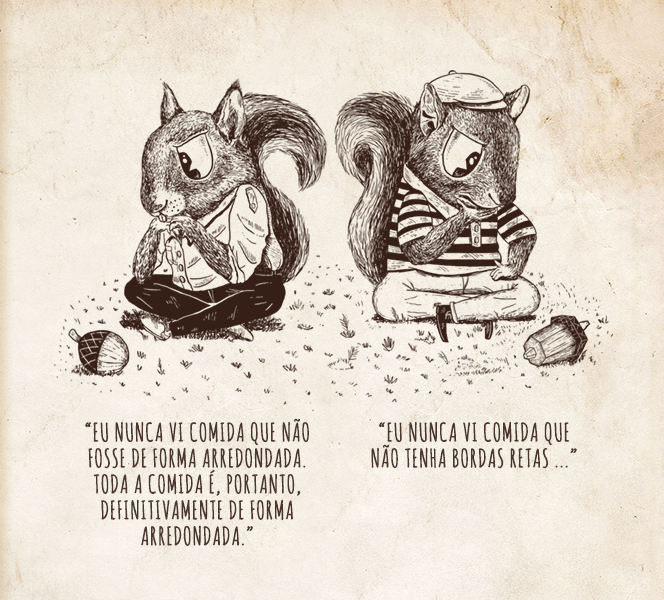 “EU NUNCA VI COMIDA QUE NÃO
FOSSE DE FORMA ARREDONDADA.
TODA A COMIDA É, PORTANTO,
DEFINITIVAMENTE DE FORMA
ARREDONDADA.”
“EU NUNCA VI COMIDA QUE
NÃO TENHA BORDAS RETAS ...”